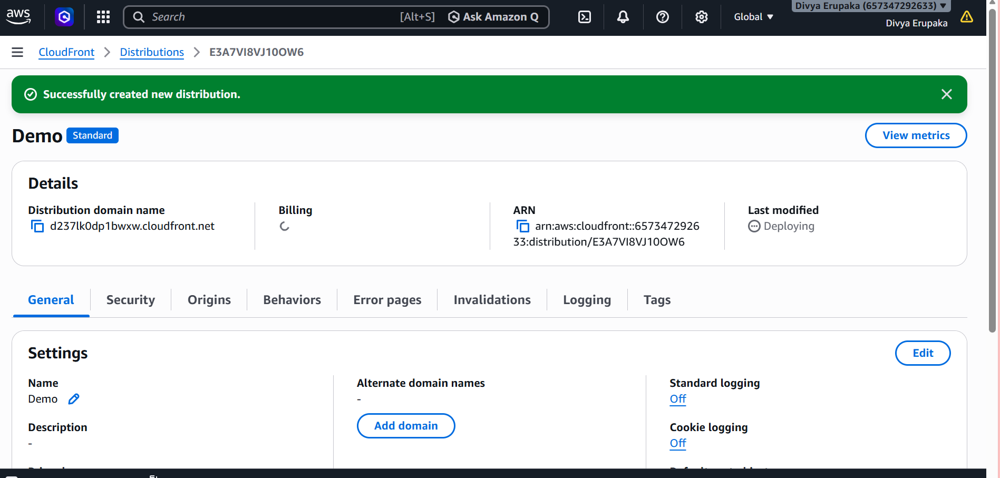 aws
Search [Alt+S] Ask Amazon Q
Global ▼
Divya Erupaka (657347292633) ▼
Divya Erupaka
CloudFront > Distributions > E3A7VI8VJ10OW6
Successfully created new distribution.
Demo Standard
View metrics
Details
Distribution domain name
d237lk0dp1bwxw.cloudfront.net
Billing
ARN
arn:aws:cloudfront::6573472926
33:distribution/E3A7VI8VJ10OW6
Last modified
Deploying
General Security Origins Behaviors Error pages Invalidations Logging Tags
Settings
Edit
Name
Demo
Description
-
Alternate domain names
-
Add domain
Standard logging
Off
Cookie logging
Off